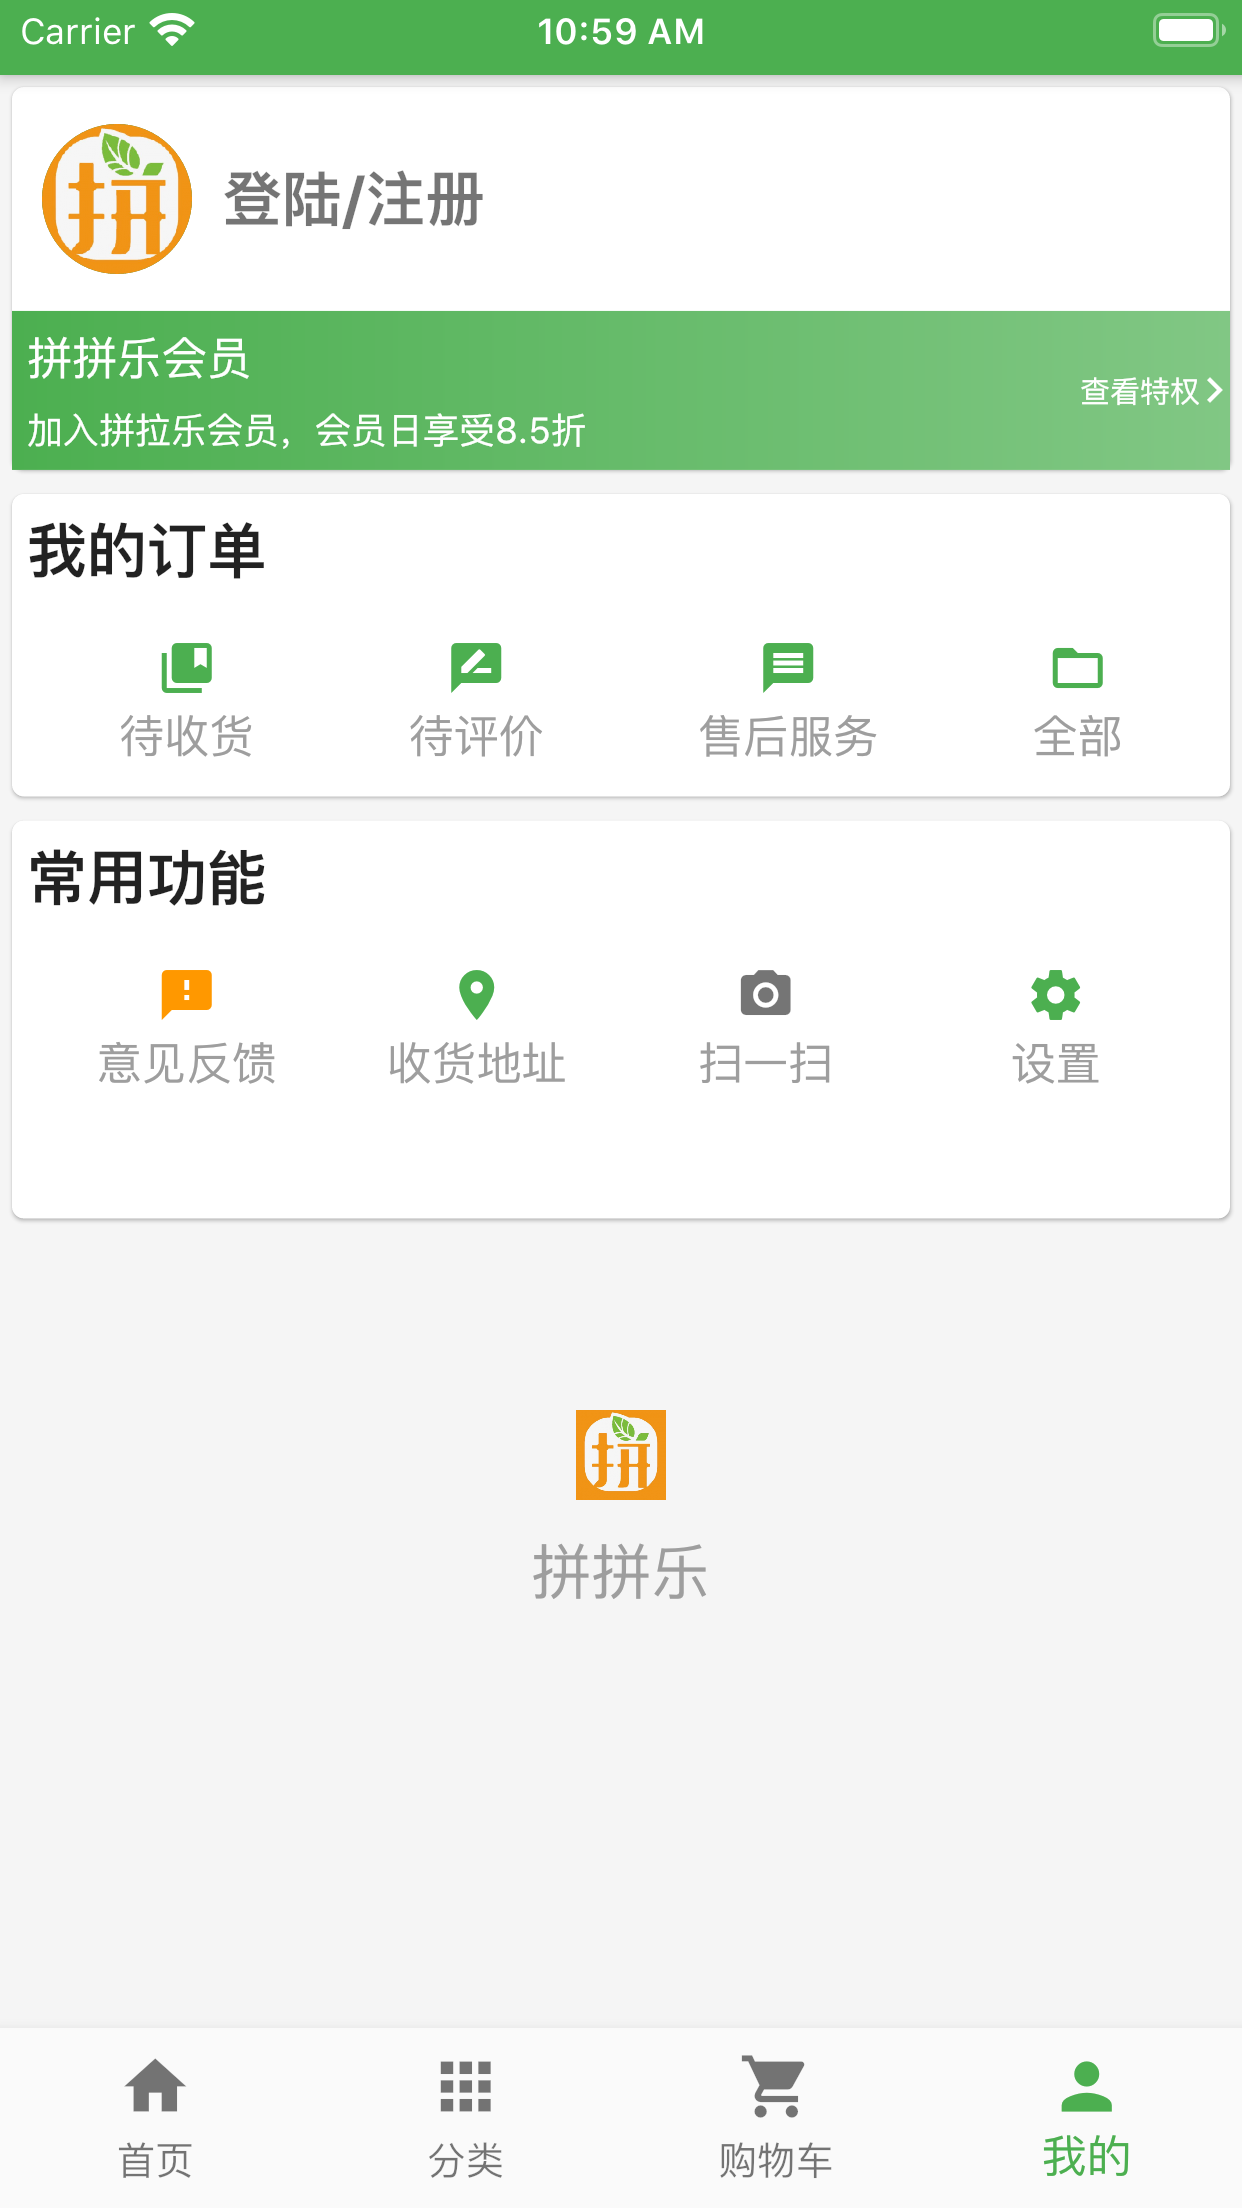 Carrier 10:59 AM
拼
登陆/注册
拼拼乐会员
查看特权
加入拼拉乐会员，会员日享受8.5折
我的订单
待收货 待评价 售后服务 全部
常用功能
意见反馈 收货地址 扫一扫 设置
拼
拼拼乐
首页 分类 购物车 我的